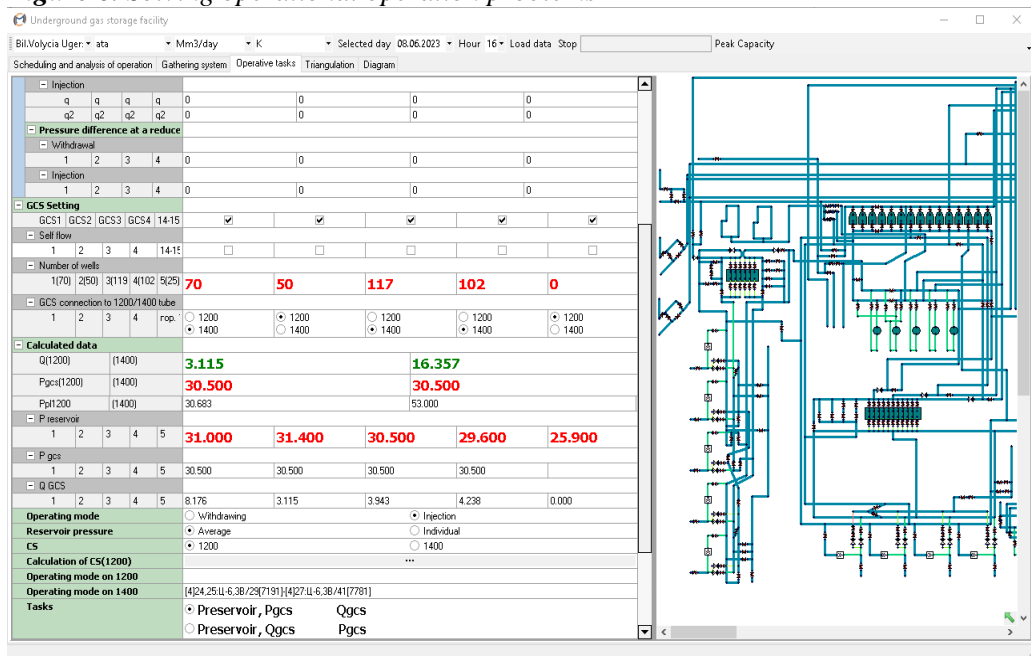 Underground gas storage facility
Bil.Volycia Uger: ata Mm3/day K Selected day 08.06.2023 Hour 16 Load data Stop Peak Capacity
Scheduling and analysis of operation Gathering system Operative tasks Triangulation Diagram
Injection
q q q q 0 0 0 0
q2 q2 q2 q2 0 0 0 0
Pressure difference at a reduce
Withdrawal
1 2 3 4 0 0 0 0
Injection
1 2 3 4 0 0 0 0
GCS Setting
GCS1 GCS2 GCS3 GCS4 14-15
Self flow
1 2 3 4 14-15
Number of wells
1(70) 2(50) 3(119 4(102 5(25) 70 50 117 102 0
GCS connection to 1200/1400 tube
1 2 3 4 гор. 1200 1200 1200 1200 1200
1400 1400 1400 1400 1400
Calculated data
Q(1200) (1400) 3.115 16.357
Pgcs(1200) (1400) 30.500 30.500
Ppl1200 (1400) 30.683 53.000
P reservoir
1 2 3 4 5 31.000 31.400 30.500 29.600 25.900
P gcs
1 2 3 4 5 30.500 30.500 30.500 30.500
Q GCS
1 2 3 4 5 8.176 3.115 3.943 4.238 0.000
Operating mode Withdrawing Injection
Reservoir pressure Average Individual
CS 1200 1400
Calculation of CS(1200) ...
Operating mode on 1200
Operating mode on 1400 [4]24,25:Ц-6,3В/29[7191]-[4]27:Ц-6,3В/41[7781]
Tasks Preservoir, Pgcs Qgcs
Preservoir, Qgcs Pgcs